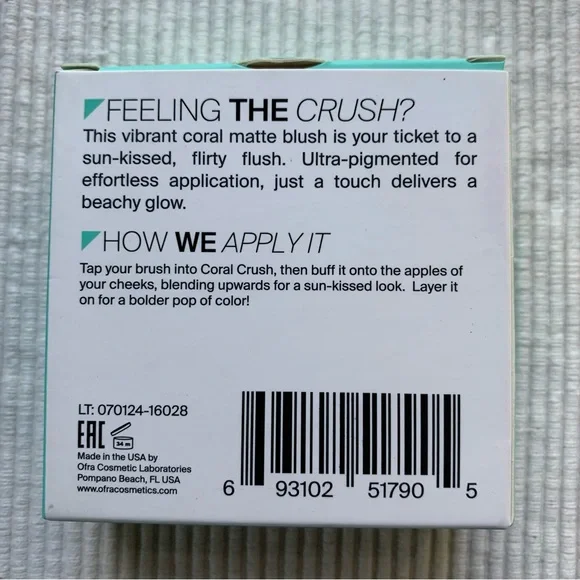 FEELING THE CRUSH?
This vibrant coral matte blush is your ticket to a
sun-kissed, flirty flush. Ultra-pigmented for
effortless application, just a touch delivers a
beachy glow.
HOW WE APPLY IT
Tap your brush into Coral Crush, then buff it onto the apples of
your cheeks, blending upwards for a sun-kissed look. Layer it
on for a bolder pop of color!
LT: 070124-16028
EAC 24 m
Made in the USA by
Ofra Cosmetic Laboratories
Pompano Beach, FL USA
www.ofracosmetics.com
6 93102 51790 5